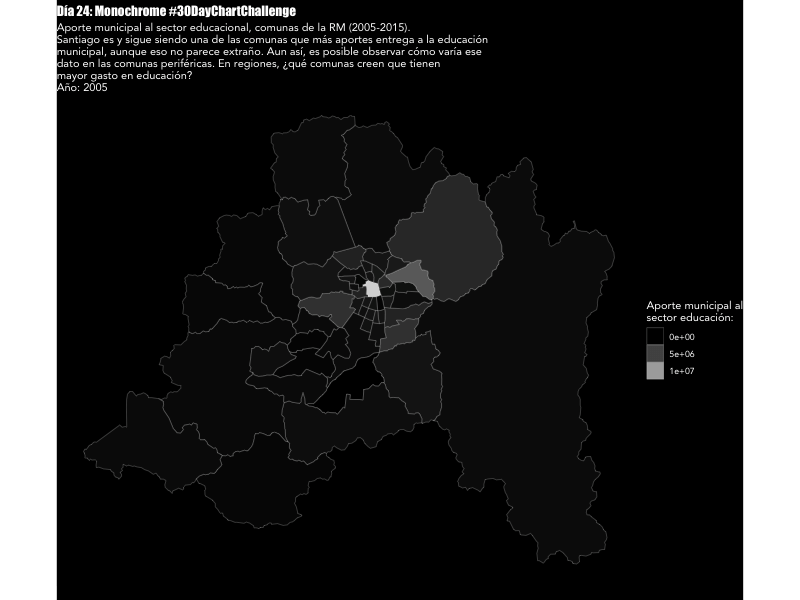 Día 24: Monochrome #30DayChartChallenge
Aporte municipal al sector educacional, comunas de la RM (2005-2015).
Santiago es y sigue siendo una de las comunas que más aportes entrega a la educación
municipal, aunque eso no parece extraño. Aun así, es posible observar cómo varía ese
dato en las comunas periféricas. En regiones, ¿qué comunas creen que tienen
mayor gasto en educación?
Año: 2005
Aporte municipal al
sector educación:
0e+00
5e+06
1e+07